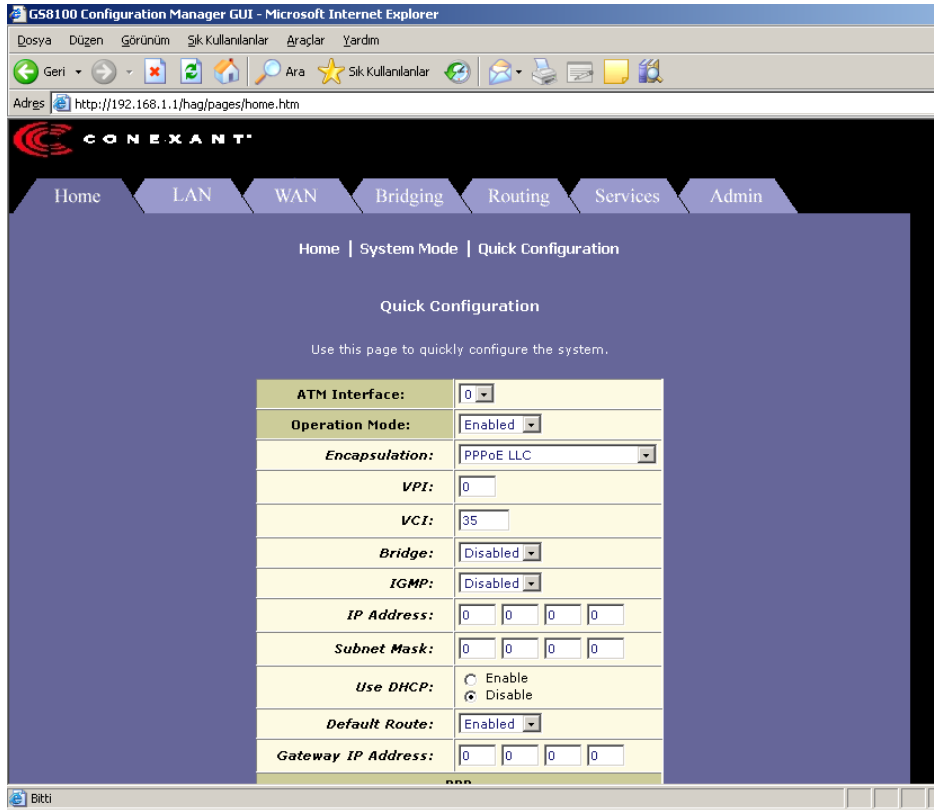 GS8100 Configuration Manager GUI - Microsoft Internet Explorer
Dosya Düzen Görünüm Sık Kullanılanlar Araçlar Yardım
Geri Ara Sık Kullanılanlar
Adres http://192.168.1.1/hag/pages/home.htm
CONEXANT
Home LAN WAN Bridging Routing Services Admin
Home | System Mode | Quick Configuration
Quick Configuration
Use this page to quickly configure the system.
ATM Interface: 0
Operation Mode: Enabled
Encapsulation: PPPoE LLC
VPI: 0
VCI: 35
Bridge: Disabled
IGMP: Disabled
IP Address: 0 0 0 0
Subnet Mask: 0 0 0 0
Use DHCP: Enable
Disable
Default Route: Enabled
Gateway IP Address: 0 0 0 0
Bitti